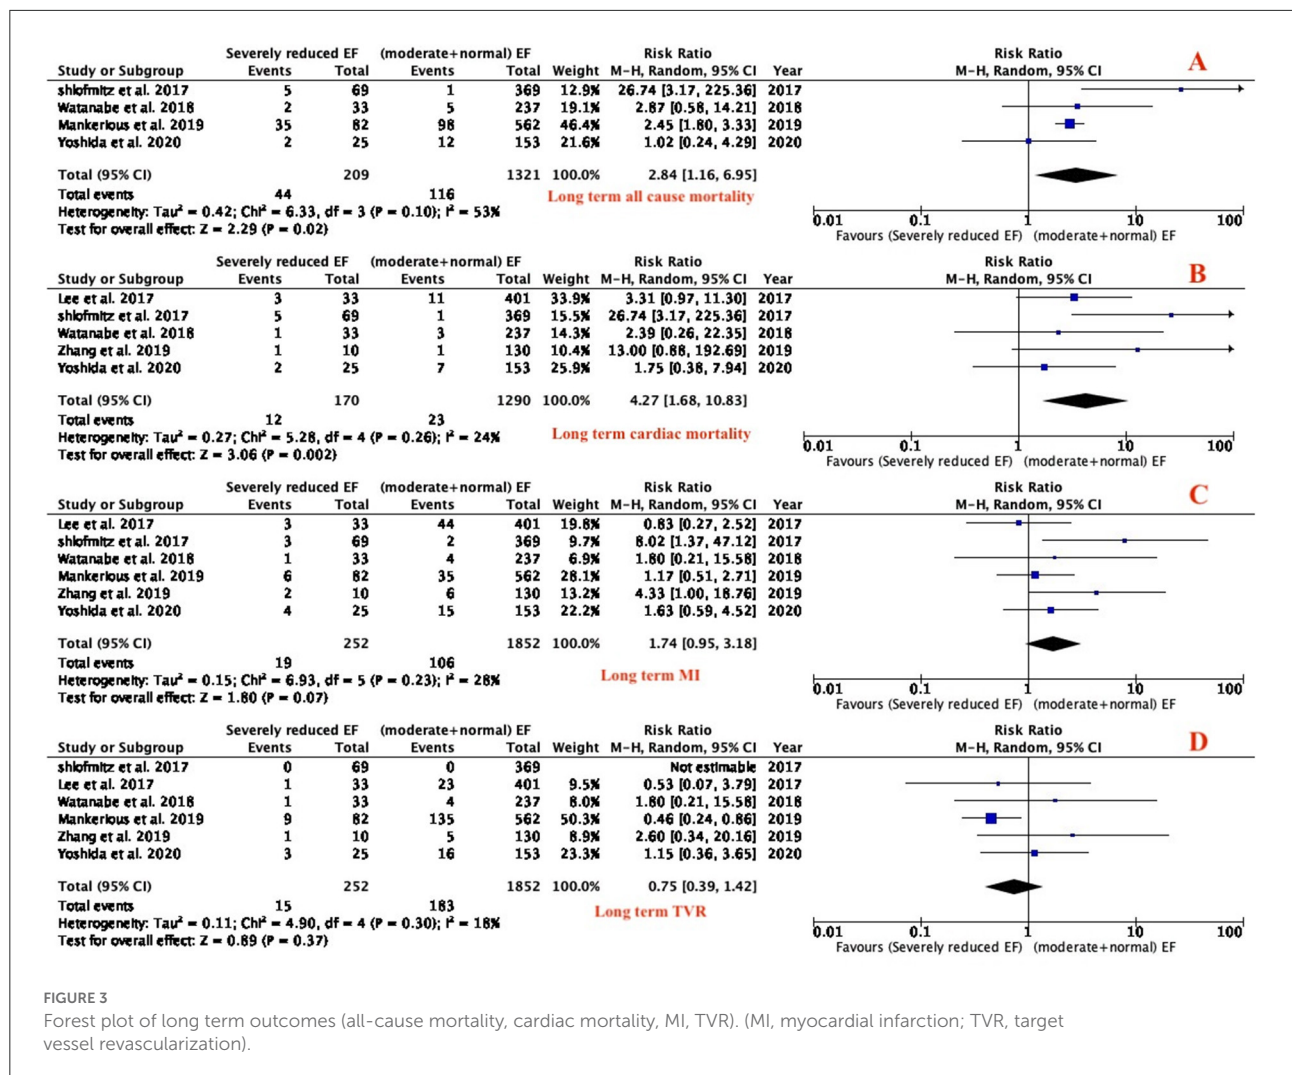 Severely reduced EF (moderate+normal) EF Risk Ratio Risk Ratio A
Study or Subgroup Events Total Events Total Weight M-H, Random, 95% CI Year M-H, Random, 95% CI
shlofmitz et al. 2017 5 69 1 369 12.9% 26.74 [3.17, 225.36] 2017
Watanabe et al. 2018 2 33 5 237 19.1% 2.87 [0.58, 14.21] 2018
Mankerious et al. 2019 35 82 98 562 46.4% 2.45 [1.80, 3.33] 2019
Yoshida et al. 2020 2 25 12 153 21.6% 1.02 [0.24, 4.29] 2020
Total (95% CI) 209 1321 100.0% 2.84 [1.16, 6.95]
Total events 44 116 Long term all cause mortality
Heterogeneity: Tau² = 0.42; Chi² = 6.33, df = 3 (P = 0.10); I² = 53%
Test for overall effect: Z = 2.29 (P = 0.02)
0.01 0.1 1 10 100
Favours (Severely reduced EF) (moderate+normal) EF
Severely reduced EF (moderate+normal) EF Risk Ratio Risk Ratio B
Study or Subgroup Events Total Events Total Weight M-H, Random, 95% CI Year M-H, Random, 95% CI
Lee et al. 2017 3 33 11 401 33.9% 3.31 [0.97, 11.30] 2017
shlofmitz et al. 2017 5 69 1 369 15.5% 26.74 [3.17, 225.36] 2017
Watanabe et al. 2018 1 33 3 237 14.3% 2.39 [0.26, 22.35] 2018
Zhang et al. 2019 1 10 1 130 10.4% 13.00 [0.88, 192.69] 2019
Yoshida et al. 2020 2 25 7 153 25.9% 1.75 [0.38, 7.94] 2020
Total (95% CI) 170 1290 100.0% 4.27 [1.68, 10.83]
Total events 12 23
Heterogeneity: Tau² = 0.27; Chi² = 5.28, df = 4 (P = 0.26); I² = 24% Long term cardiac mortality
Test for overall effect: Z = 3.06 (P = 0.002)
0.01 0.1 1 10 100
Favours (Severely reduced EF) (moderate+normal) EF
Severely reduced EF (moderate+normal) EF Risk Ratio Risk Ratio C
Study or Subgroup Events Total Events Total Weight M-H, Random, 95% CI Year M-H, Random, 95% CI
Lee et al. 2017 3 33 44 401 19.8% 0.83 [0.27, 2.52] 2017
shlofmitz et al. 2017 3 69 2 369 9.7% 8.02 [1.37, 47.12] 2017
Watanabe et al. 2018 1 33 4 237 6.9% 1.80 [0.21, 15.58] 2018
Mankerious et al. 2019 6 82 35 562 28.1% 1.17 [0.51, 2.71] 2019
Zhang et al. 2019 2 10 6 130 13.2% 4.33 [1.00, 18.76] 2019
Yoshida et al. 2020 4 25 15 153 22.2% 1.63 [0.59, 4.52] 2020
Total (95% CI) 252 1852 100.0% 1.74 [0.95, 3.18]
Total events 19 106
Heterogeneity: Tau² = 0.15; Chi² = 6.93, df = 5 (P = 0.23); I² = 28% Long term MI
Test for overall effect: Z = 1.80 (P = 0.07)
0.01 0.1 1 10 100
Favours (Severely reduced EF) (moderate+normal) EF
Severely reduced EF (moderate+normal) EF Risk Ratio Risk Ratio D
Study or Subgroup Events Total Events Total Weight M-H, Random, 95% CI Year M-H, Random, 95% CI
shlofmitz et al. 2017 0 69 0 369 Not estimable 2017
Lee et al. 2017 1 33 23 401 9.5% 0.53 [0.07, 3.79] 2017
Watanabe et al. 2018 1 33 4 237 8.0% 1.80 [0.21, 15.58] 2018
Mankerious et al. 2019 9 82 135 562 50.3% 0.46 [0.24, 0.86] 2019
Zhang et al. 2019 1 10 5 130 8.9% 2.60 [0.34, 20.16] 2019
Yoshida et al. 2020 3 25 16 153 23.3% 1.15 [0.36, 3.65] 2020
Total (95% CI) 252 1852 100.0% 0.75 [0.39, 1.42]
Total events 15 183 Long term TVR
Heterogeneity: Tau² = 0.11; Chi² = 4.90, df = 4 (P = 0.30); I² = 18%
Test for overall effect: Z = 0.89 (P = 0.37)
0.01 0.1 1 10 100
Favours (Severely reduced EF) (moderate+normal) EF
FIGURE 3
Forest plot of long term outcomes (all-cause mortality, cardiac mortality, MI, TVR). (MI, myocardial infarction; TVR, target
vessel revascularization).